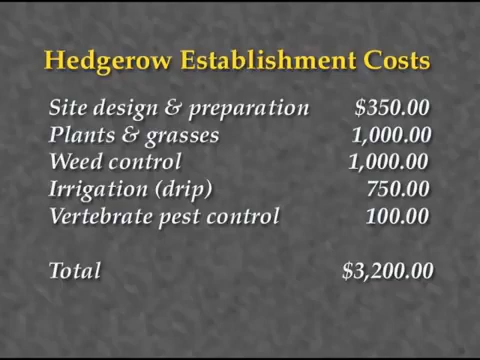 Hedgerow Establishment Costs
Site design & preparation $350.00
Plants & grasses 1,000.00
Weed control 1,000.00
Irrigation (drip) 750.00
Vertebrate pest control 100.00
Total $3,200.00